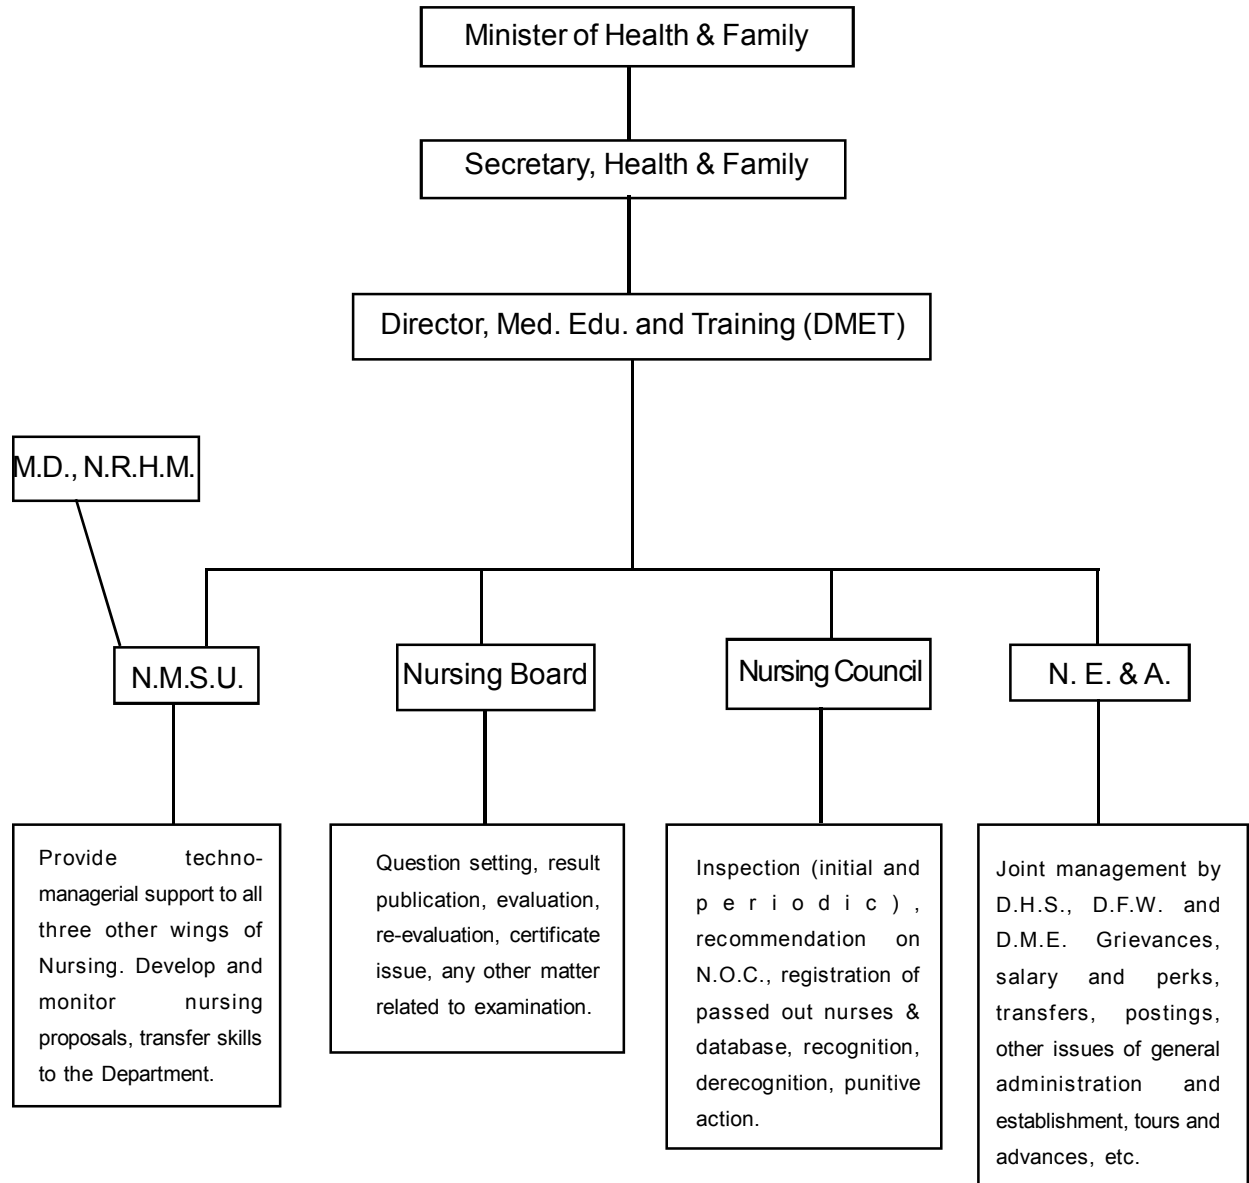 Minister of Health & Family
Secretary, Health & Family
Director, Med. Edu. and Training (DMET)
M.D., N.R.H.M.
N.M.S.U.
Nursing Board
Nursing Council
N. E. & A.
Provide techno-
managerial support to all
three other wings of
Nursing. Develop and
monitor nursing
proposals, transfer skills
to the Department.
Question setting, result
publication, evaluation,
re-evaluation, certificate
issue, any other matter
related to examination.
Inspection (initial and
periodic),
recommendation on
N.O.C., registration of
passed out nurses &
database, recognition,
derecognition, punitive
action.
Joint management by
D.H.S., D.F.W. and
D.M.E. Grievances,
salary and perks,
transfers, postings,
other issues of general
administration and
establishment, tours and
advances, etc.